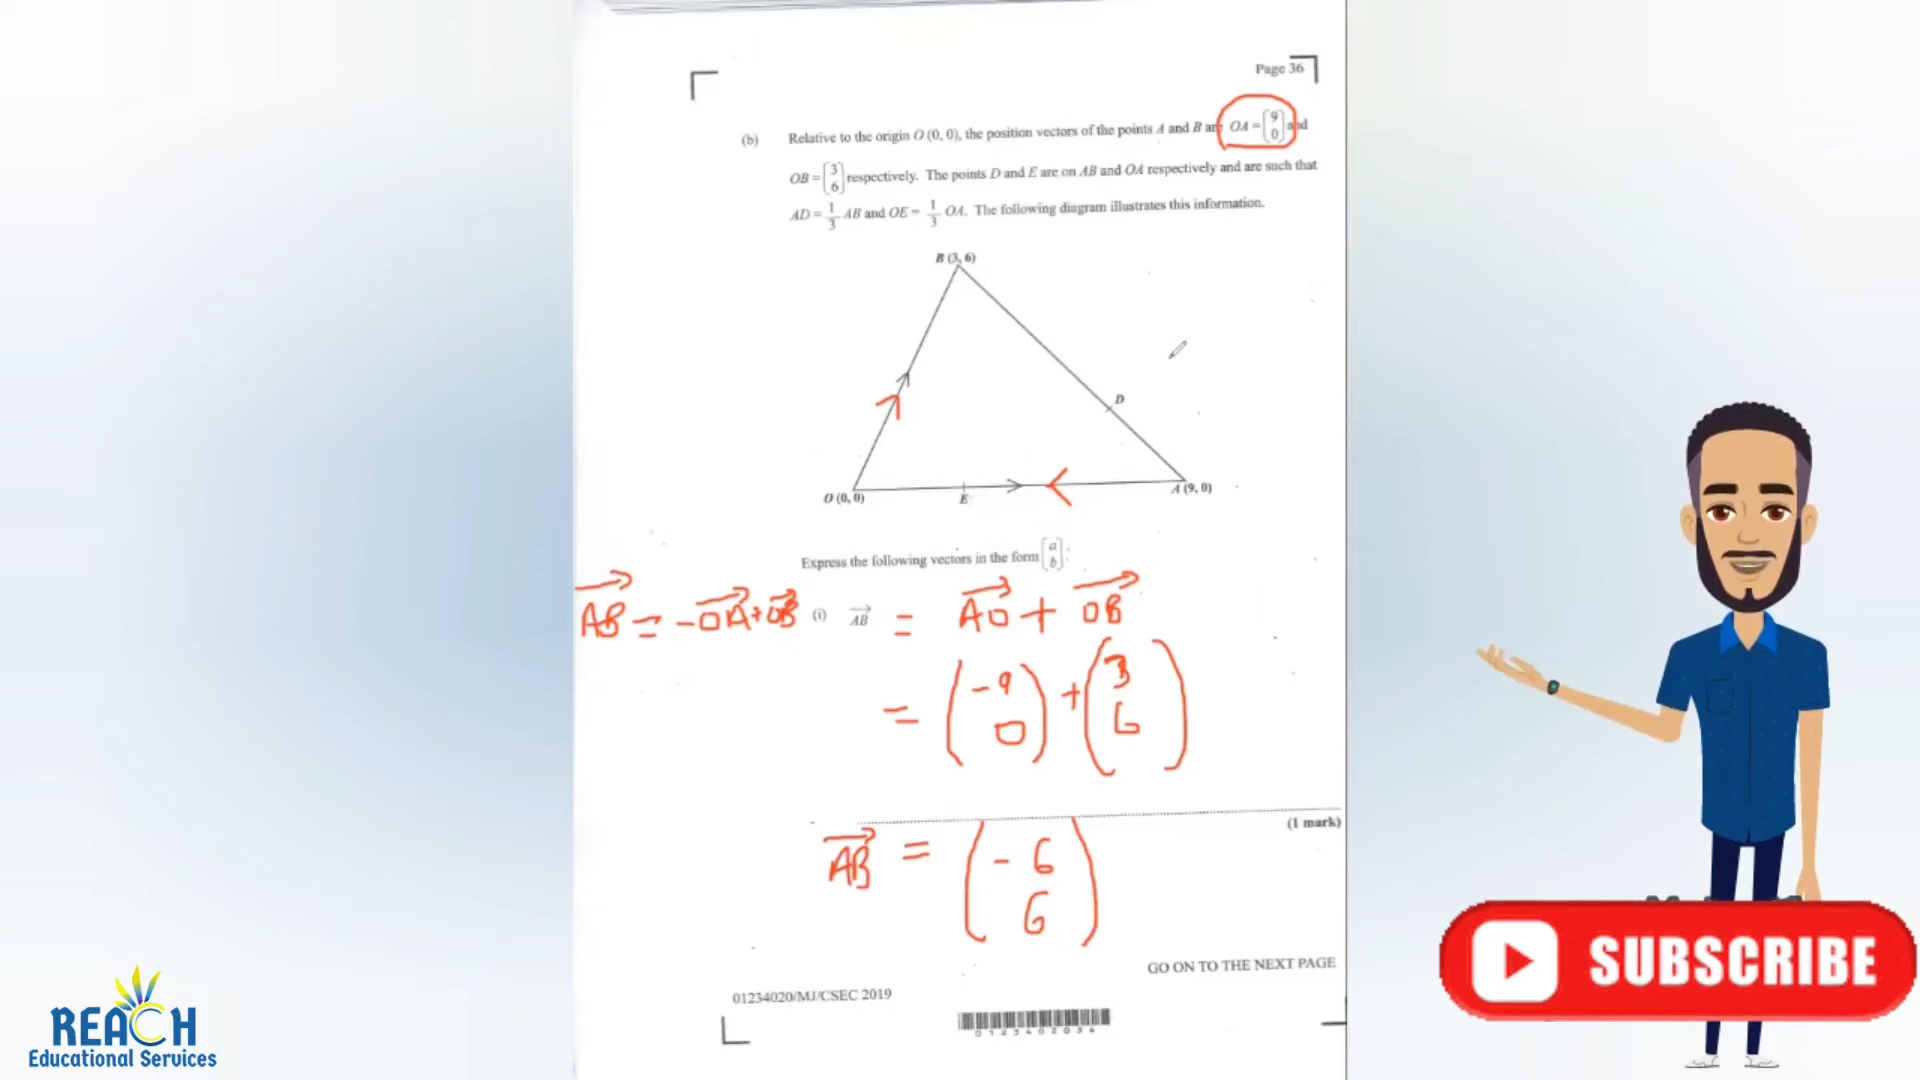 Page 36
(b) Relative to the origin O (0, 0), the position vectors of the points A and B are OA = [9 0] and
OB = [3 6] respectively. The points D and E are on AB and OA respectively and are such that
AD = 1/3 AB and OE = 1/3 OA. The following diagram illustrates this information.
B (3, 6)
D
O (0, 0)
E
A (9, 0)
Express the following vectors in the form [a b]:
AB = -OA + OB
(i) AB = AO + OB
= (-9 0) + (3 6)
(1 mark)
AB = (-6 6)
GO ON TO THE NEXT PAGE
01234020/MJ/CSEC 2019
REACH
Educational Services
SUBSCRIBE